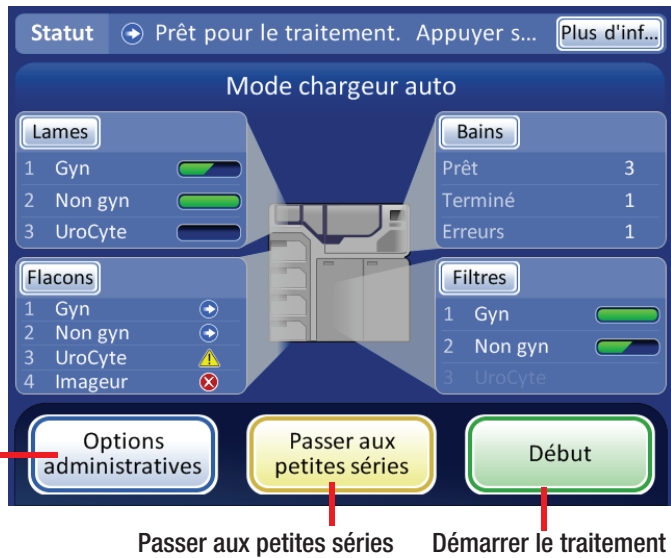 Statut Prêt pour le traitement. Appuyer s... Plus d'inf...
Mode chargeur auto
Lames
1 Gyn
2 Non gyn
3 UroCyte
Bains
Prêt 3
Terminé 1
Erreurs 1
Flacons
1 Gyn
2 Non gyn
3 UroCyte
4 Imageur
Filtres
1 Gyn
2 Non gyn
3 UroCyte
Options
administratives
Passer aux
petites séries
Début
Passer aux petites séries
Démarrer le traitement